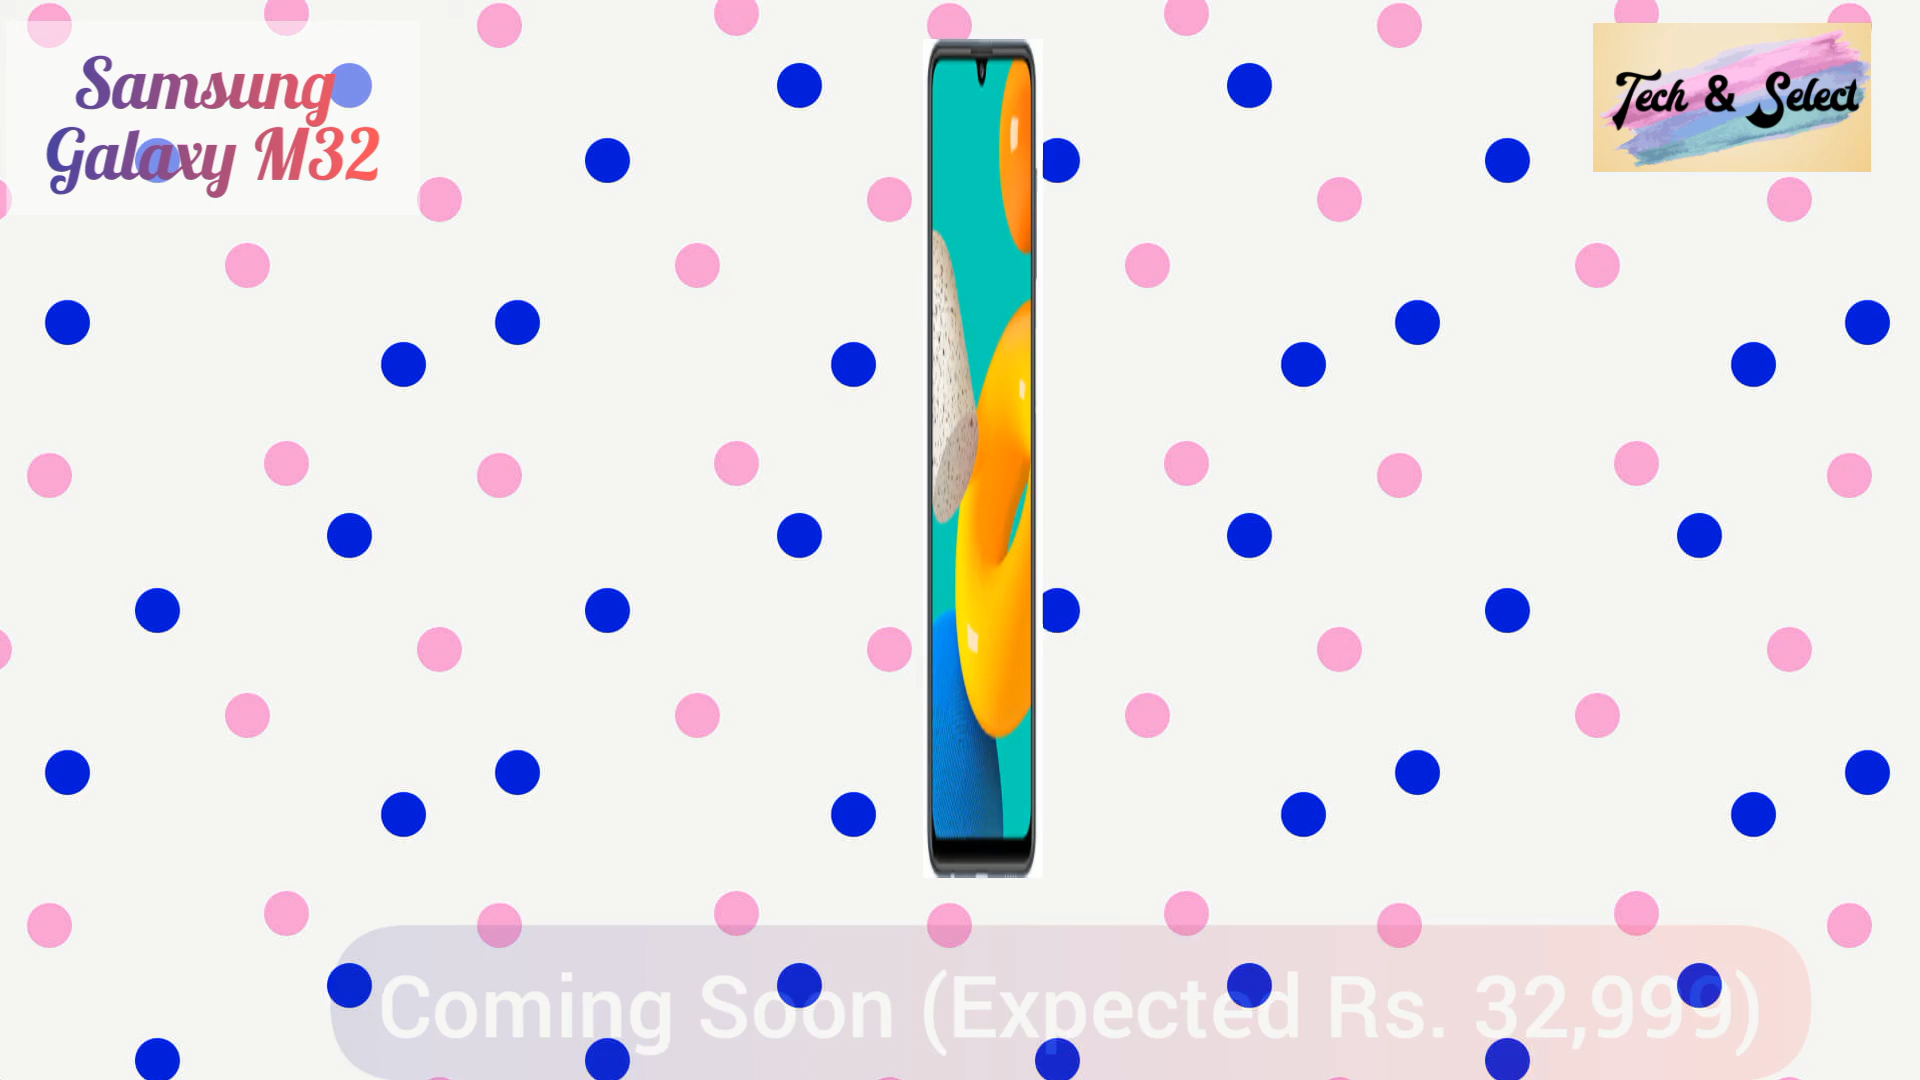 Samsung
Galaxy M32
Tech & Select
Coming Soon (Expected Rs. 32,999)